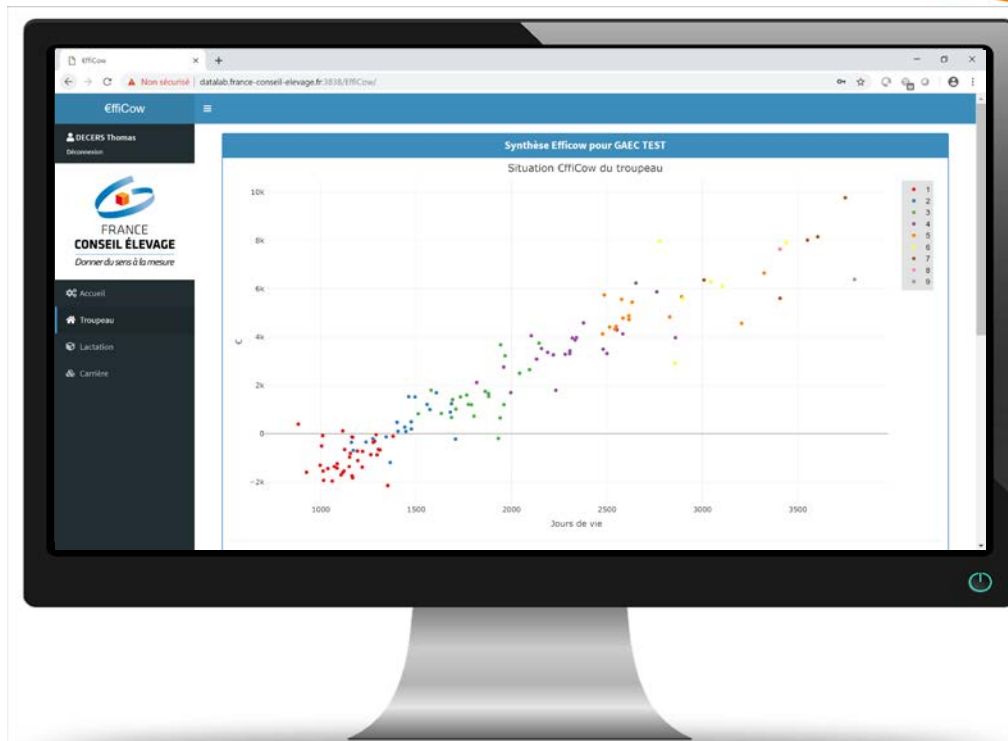 €ffiCow
Non sécurisé | datalab.france-conseil-elevage.fr:3838/EffiCow/
€ffiCow
DECERS Thomas
Déconnexion
FRANCE
CONSEIL ÉLEVAGE
Donner du sens à la mesure
Accueil
Troupeau
Lactation
Carrière
Synthèse Efficow pour GAEC TEST
Situation €ffiCow du troupeau
10k
8k
6k
4k
2k
0
−2k
€
1000 1500 2000 2500 3000 3500
Jours de vie
1
2
3
4
5
6
7
8
9